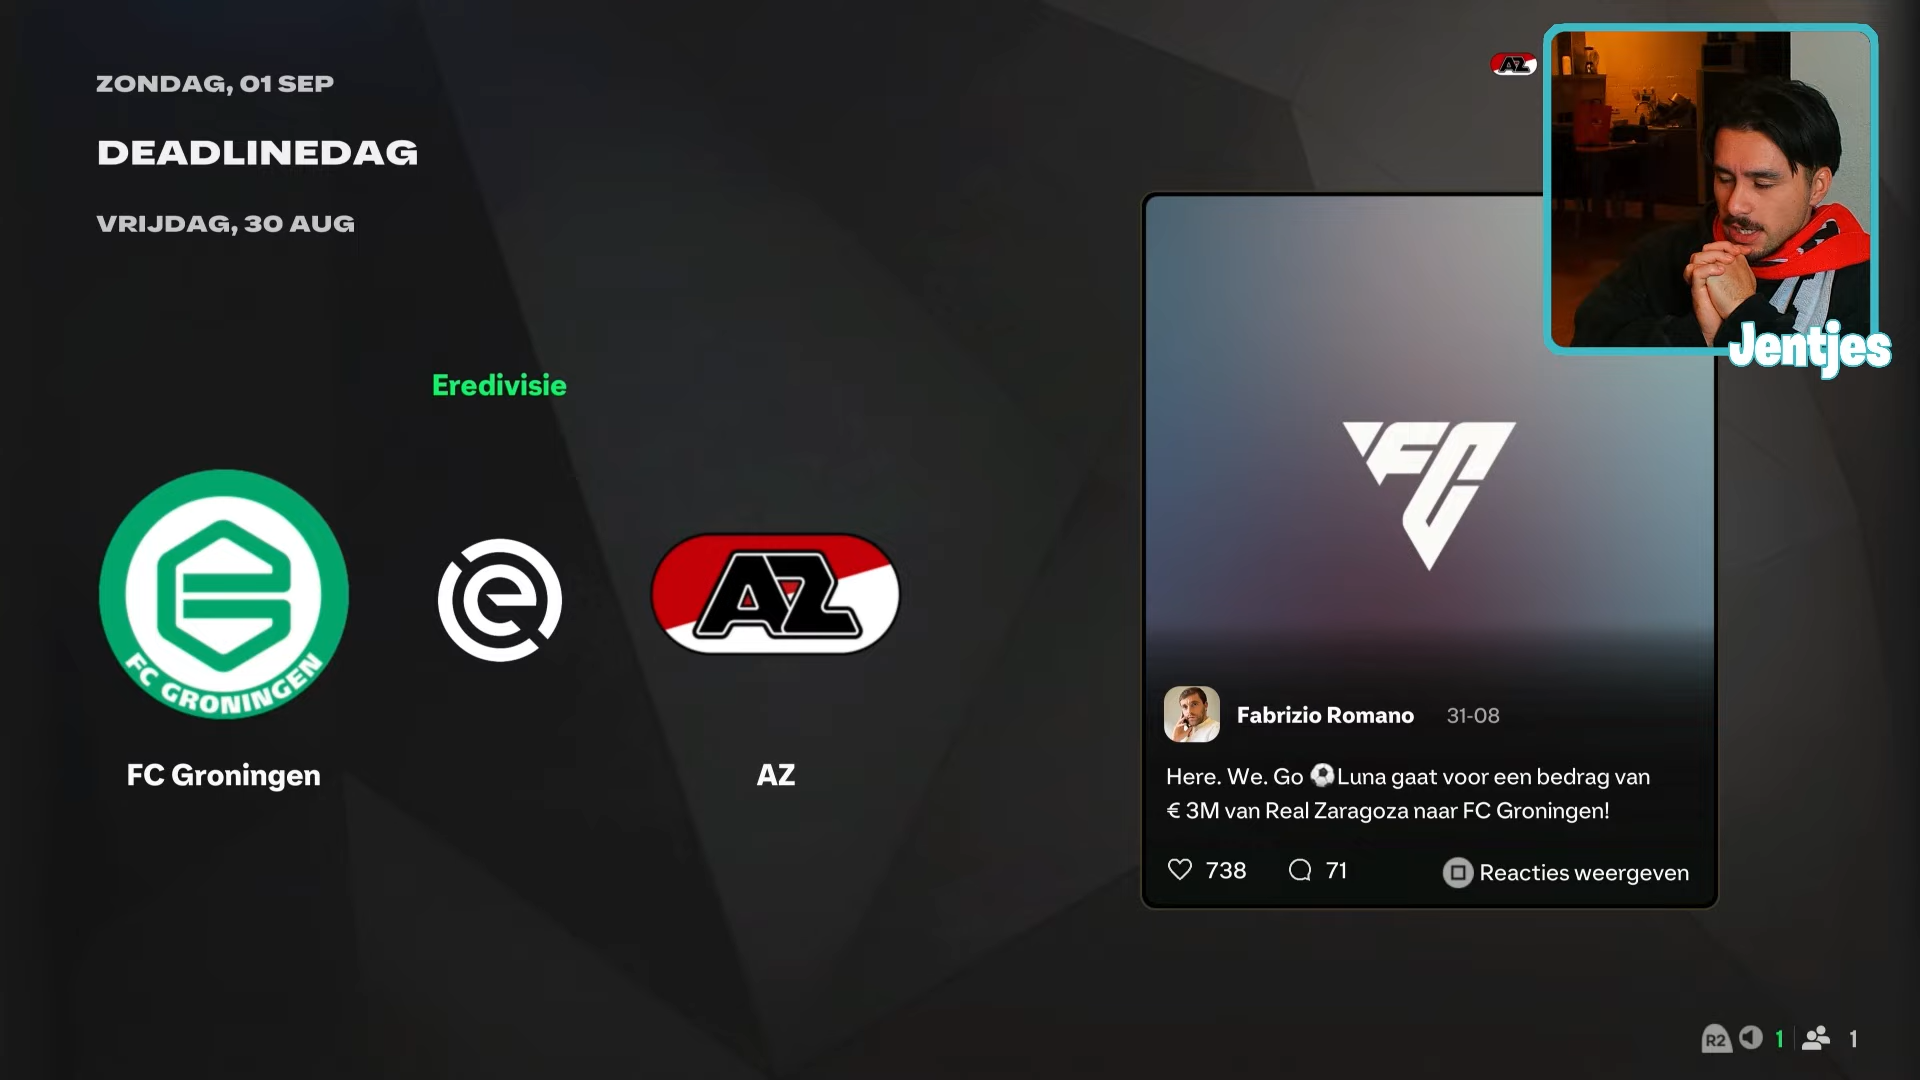 ZONDAG, 01 SEP
DEADLINEDAG
VRIJDAG, 30 AUG
AZ
Jentjes
Eredivisie
FC GRONINGEN
e
AZ
FC Groningen
AZ
FC
Fabrizio Romano 31-08
Here. We. Go ⚽Luna gaat voor een bedrag van
€ 3M van Real Zaragoza naar FC Groningen!
738 71 Reacties weergeven
R2 1 1